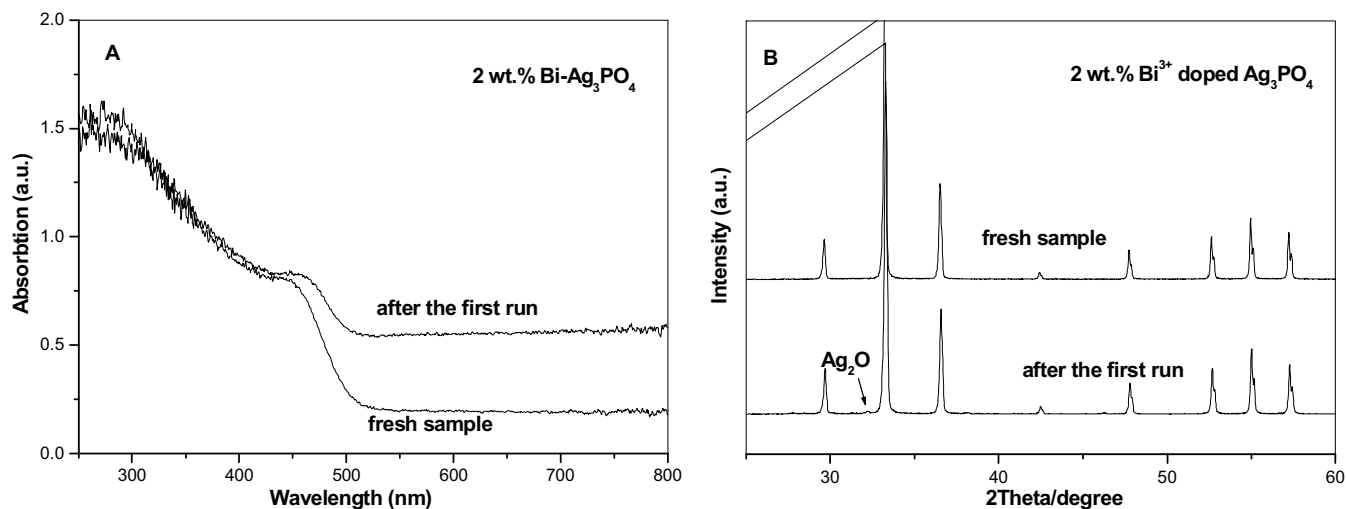 A
2 wt.% Bi-Ag₃PO₄
2.0
1.5
1.0
0.5
0.0
Absorbtion (a.u.)
after the first run
fresh sample
300
400
500
600
700
800
Wavelength (nm)
B
2 wt.% Bi³⁺ doped Ag₃PO₄
Intensity (a.u.)
fresh sample
Ag₂O
after the first run
30
40
50
60
2Theta/degree